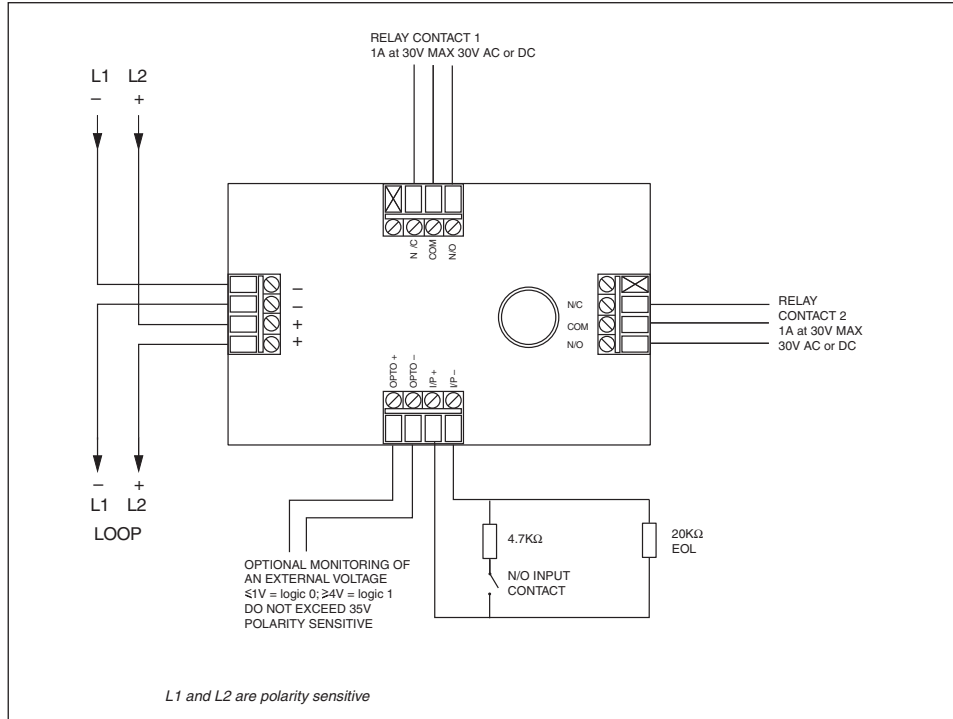 RELAY CONTACT 1
1A at 30V MAX 30V AC or DC
L1 L2
– +
N /C
COM
N/O
–
–
+
+
N/C
COM
N/O
RELAY
CONTACT 2
1A at 30V MAX
30V AC or DC
OPTO +
OPTO –
I/P +
I/P –
– +
L1 L2
LOOP
4.7KΩ
N/O INPUT
CONTACT
20KΩ
EOL
OPTIONAL MONITORING OF
AN EXTERNAL VOLTAGE
⩽1V = logic 0; ⩾4V = logic 1
DO NOT EXCEED 35V
POLARITY SENSITIVE
L1 and L2 are polarity sensitive